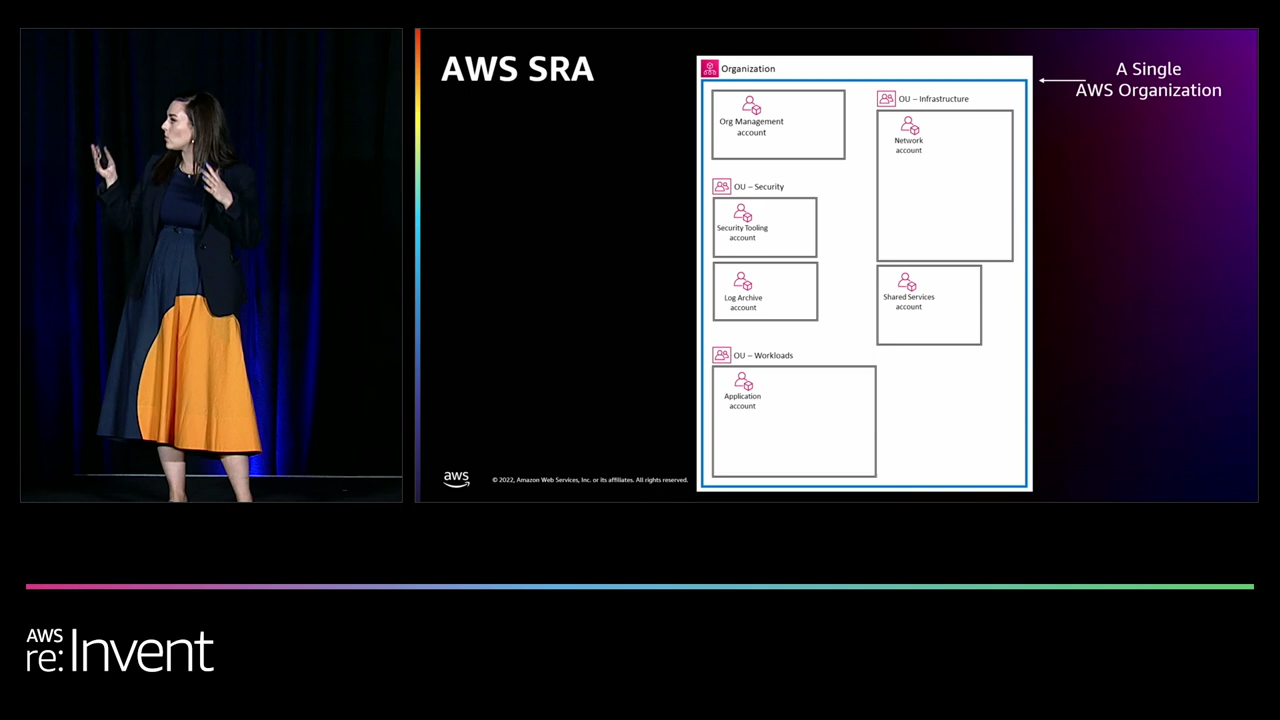 AWS SRA
Organization
Org Management
account
OU – Security
Security Tooling
account
Log Archive
account
OU – Workloads
Application
account
OU – Infrastructure
Network
account
Shared Services
account
A Single
AWS Organization
aws
© 2022, Amazon Web Services, Inc. or its affiliates. All rights reserved.
AWS
re:Invent